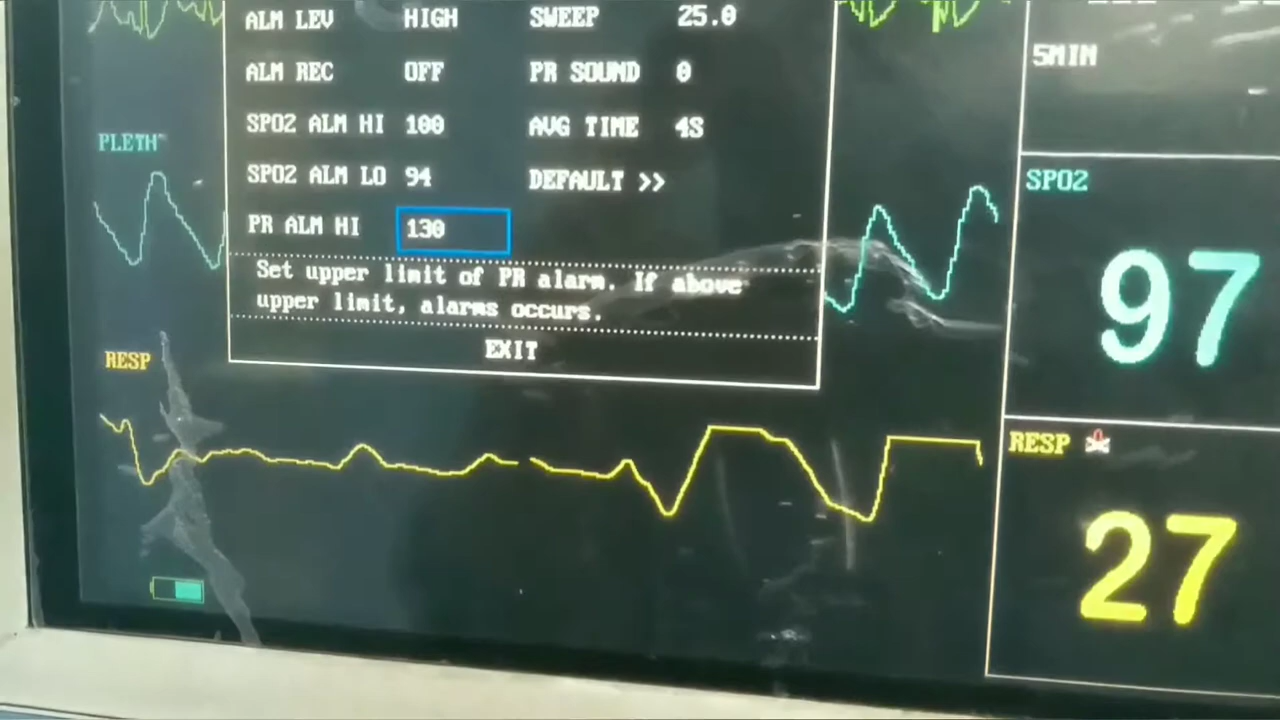 ALM LEV HIGH SWEEP 25.0
5MIN
ALM REC OFF PR SOUND 0
SPO2 ALM HI 100 AVG TIME 4S
PLETH
SPO2 ALM LO 94 DEFAULT >>
SPO2
PR ALM HI 130
97
Set upper limit of PR alarm. If above
upper limit, alarms occurs.
EXIT
RESP
RESP
27